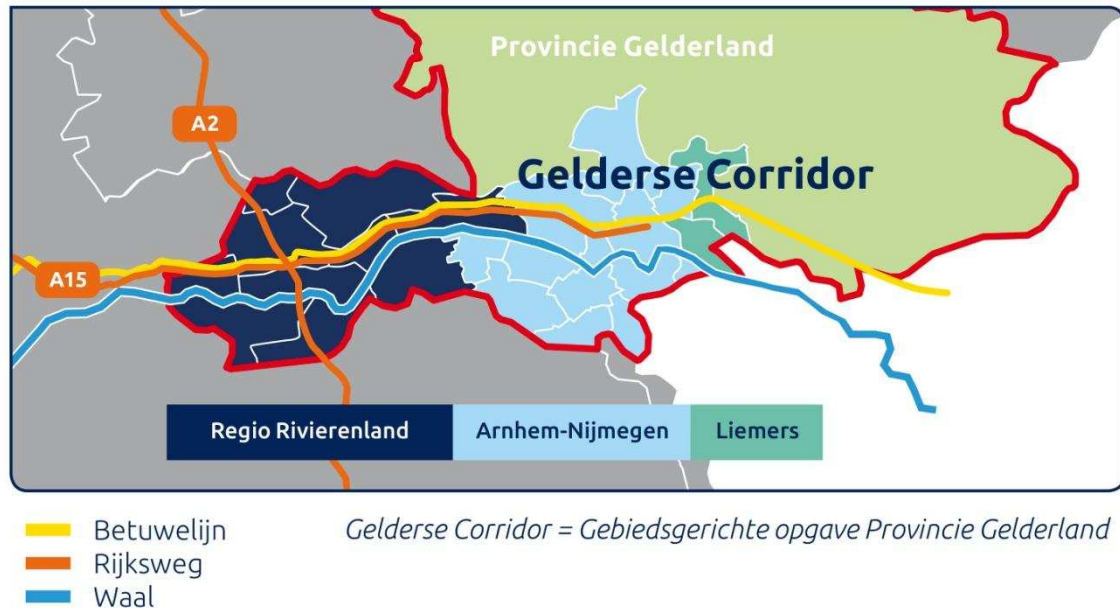 Provincie Gelderland
A2
Gelderse Corridor
A15
Regio Rivierenland
Arnhem-Nijmegen
Liemers
Betuwelijn
Gelderse Corridor = Gebiedsgerichte opgave Provincie Gelderland
Rijksweg
Waal